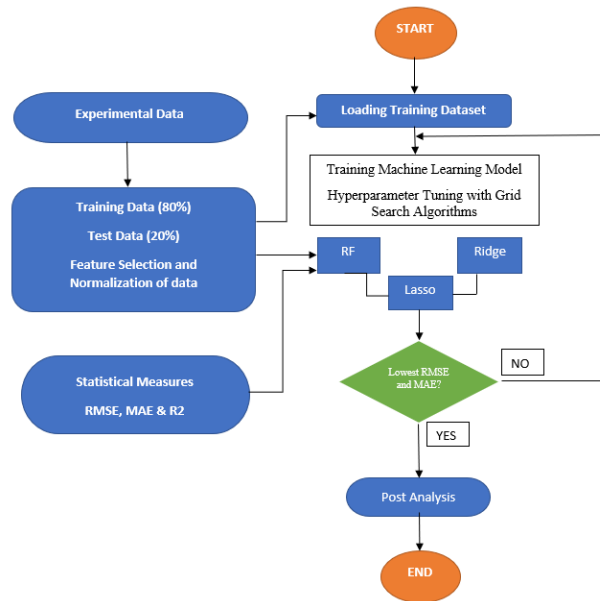 START
Experimental Data
Loading Training Dataset
Training Machine Learning Model
Hyperparameter Tuning with Grid
Search Algorithms
Training Data (80%)
Test Data (20%)
Feature Selection and
Normalization of data
RF
Ridge
Lasso
Statistical Measures
RMSE, MAE & R2
Lowest RMSE
and MAE?
NO
YES
Post Analysis
END